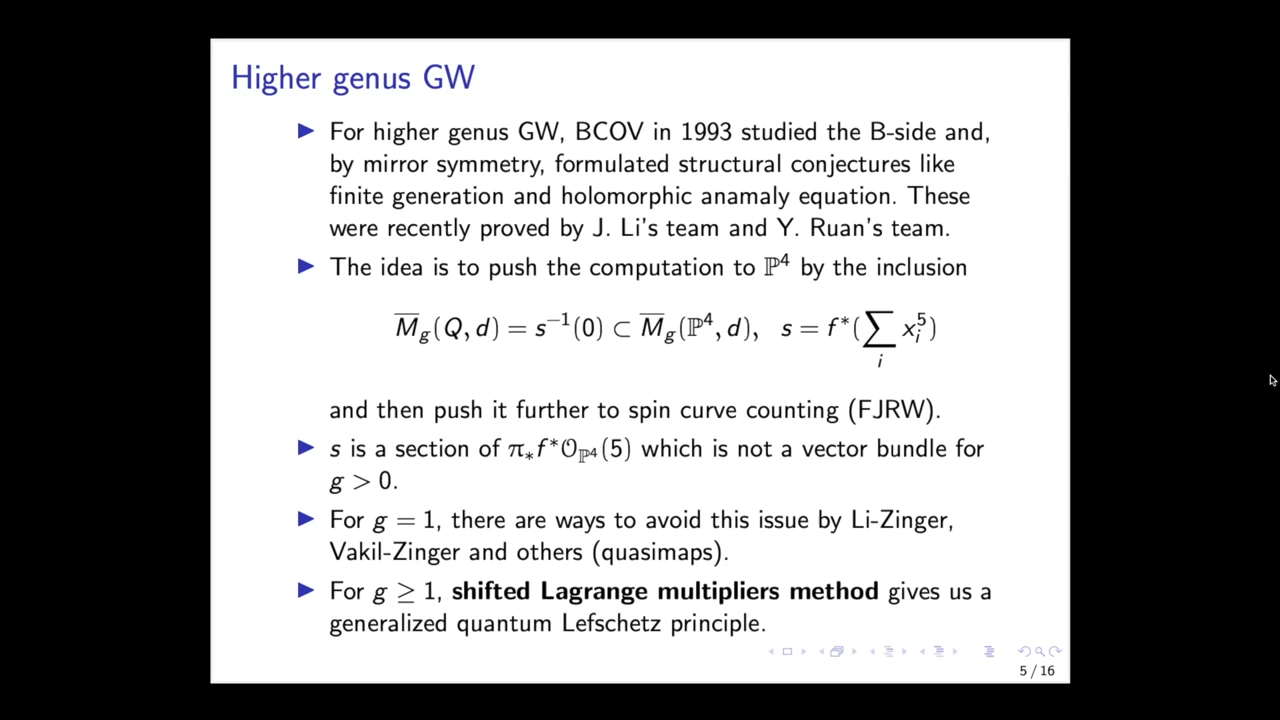 Higher genus GW
▶ For higher genus GW, BCOV in 1993 studied the B-side and,
by mirror symmetry, formulated structural conjectures like
finite generation and holomorphic anamaly equation. These
were recently proved by J. Li's team and Y. Ruan's team.
▶ The idea is to push the computation to ℙ⁴ by the inclusion
M̅_g(Q, d) = s⁻¹(0) ⊂ M̅_g(ℙ⁴, d), s = f*(∑_i x_i⁵)
and then push it further to spin curve counting (FJRW).
▶ s is a section of π_*f*𝒪_{ℙ⁴}(5) which is not a vector bundle for
g > 0.
▶ For g = 1, there are ways to avoid this issue by Li-Zinger,
Vakil-Zinger and others (quasimaps).
▶ For g ≥ 1, shifted Lagrange multipliers method gives us a
generalized quantum Lefschetz principle.
5 / 16